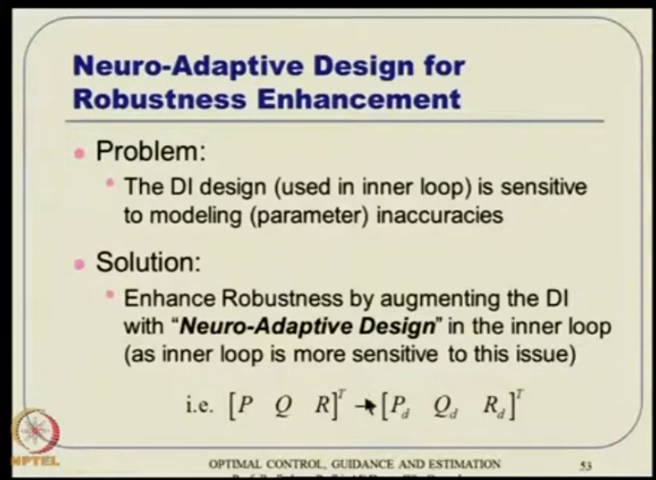 Neuro-Adaptive Design for
Robustness Enhancement
Problem:
The DI design (used in inner loop) is sensitive
to modeling (parameter) inaccuracies
Solution:
Enhance Robustness by augmenting the DI
with “Neuro-Adaptive Design” in the inner loop
(as inner loop is more sensitive to this issue)
i.e. [P Q R]^T → [P_d Q_d R_d]^T
NPTEL
OPTIMAL CONTROL, GUIDANCE AND ESTIMATION
53